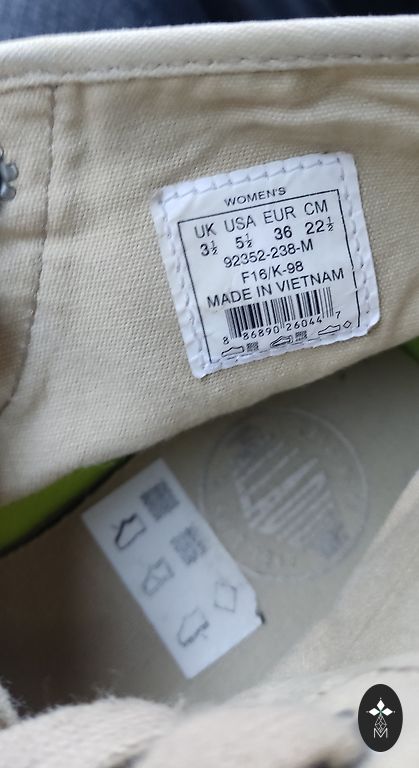 WOMEN'S
UK USA EUR CM
3½ 5½ 36 22½
92352-238-M
F16/K-98
MADE IN VIETNAM
8 86890 26044 7